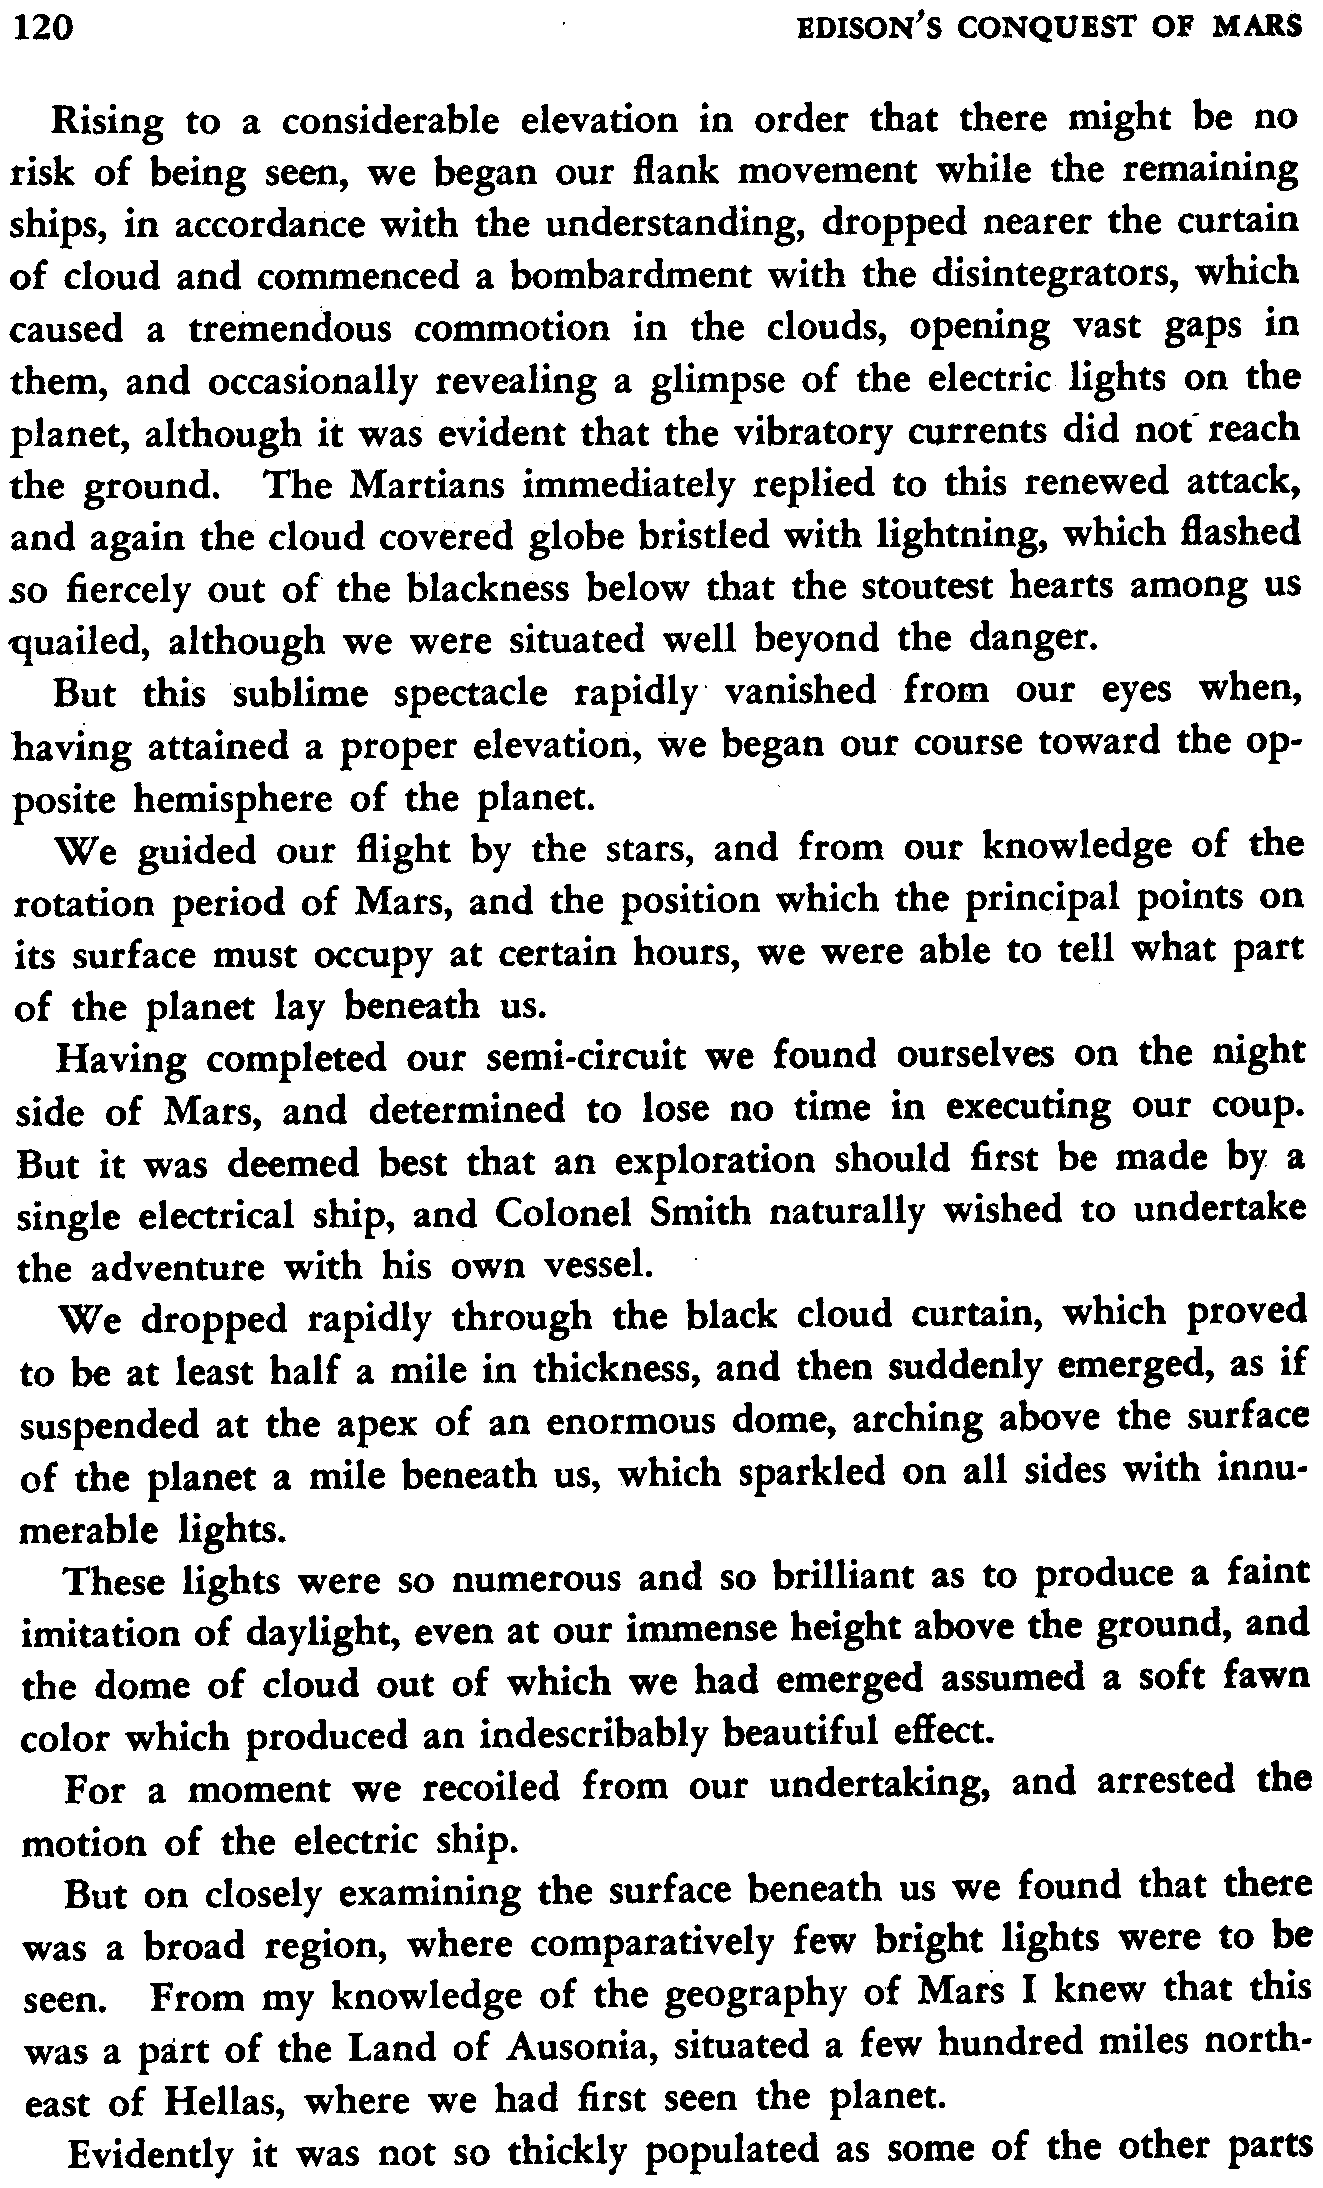 120 EDISON'S CONQUEST OF MARS
Rising to a considerable elevation in order that there might be no
risk of being seen, we began our flank movement while the remaining
ships, in accordance with the understanding, dropped nearer the curtain
of cloud and commenced a bombardment with the disintegrators, which
caused a tremendous commotion in the clouds, opening vast gaps in
them, and occasionally revealing a glimpse of the electric lights on the
planet, although it was evident that the vibratory currents did not reach
the ground. The Martians immediately replied to this renewed attack,
and again the cloud covered globe bristled with lightning, which flashed
so fiercely out of the blackness below that the stoutest hearts among us
quailed, although we were situated well beyond the danger.
But this sublime spectacle rapidly vanished from our eyes when,
having attained a proper elevation, we began our course toward the op-
posite hemisphere of the planet.
We guided our flight by the stars, and from our knowledge of the
rotation period of Mars, and the position which the principal points on
its surface must occupy at certain hours, we were able to tell what part
of the planet lay beneath us.
Having completed our semi-circuit we found ourselves on the night
side of Mars, and determined to lose no time in executing our coup.
But it was deemed best that an exploration should first be made by a
single electrical ship, and Colonel Smith naturally wished to undertake
the adventure with his own vessel.
We dropped rapidly through the black cloud curtain, which proved
to be at least half a mile in thickness, and then suddenly emerged, as if
suspended at the apex of an enormous dome, arching above the surface
of the planet a mile beneath us, which sparkled on all sides with innu-
merable lights.
These lights were so numerous and so brilliant as to produce a faint
imitation of daylight, even at our immense height above the ground, and
the dome of cloud out of which we had emerged assumed a soft fawn
color which produced an indescribably beautiful effect.
For a moment we recoiled from our undertaking, and arrested the
motion of the electric ship.
But on closely examining the surface beneath us we found that there
was a broad region, where comparatively few bright lights were to be
seen. From my knowledge of the geography of Mars I knew that this
was a part of the Land of Ausonia, situated a few hundred miles north-
east of Hellas, where we had first seen the planet.
Evidently it was not so thickly populated as some of the other parts